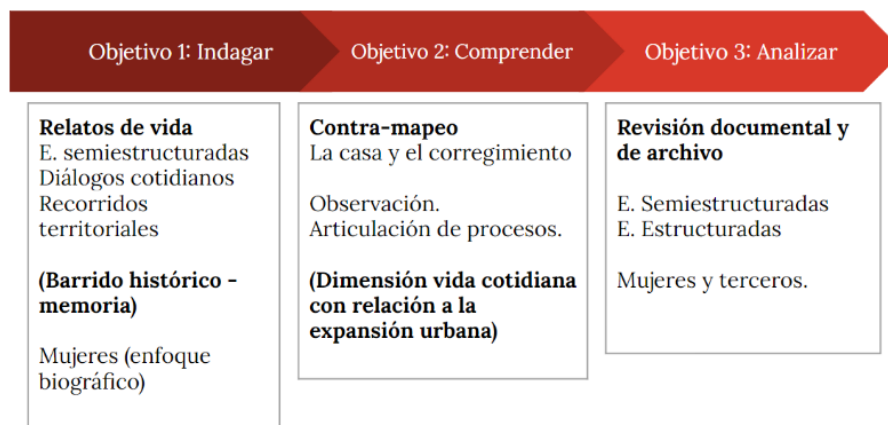 Objetivo 1: Indagar
Objetivo 2: Comprender
Objetivo 3: Analizar
Relatos de vida
E. semiestructuradas
Diálogos cotidianos
Recorridos
territoriales
(Barrido histórico -
memoria)
Mujeres (enfoque
biográfico)
Contra-mapeo
La casa y el corregimiento
Observación.
Articulación de procesos.
(Dimensión vida cotidiana
con relación a la
expansión urbana)
Revisión documental y
de archivo
E. Semiestructuradas
E. Estructuradas
Mujeres y terceros.